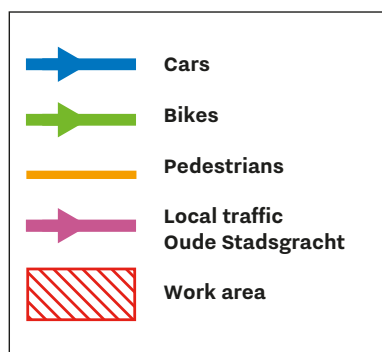 Cars
Bikes
Pedestrians
Local traffic
Oude Stadsgracht
Work area